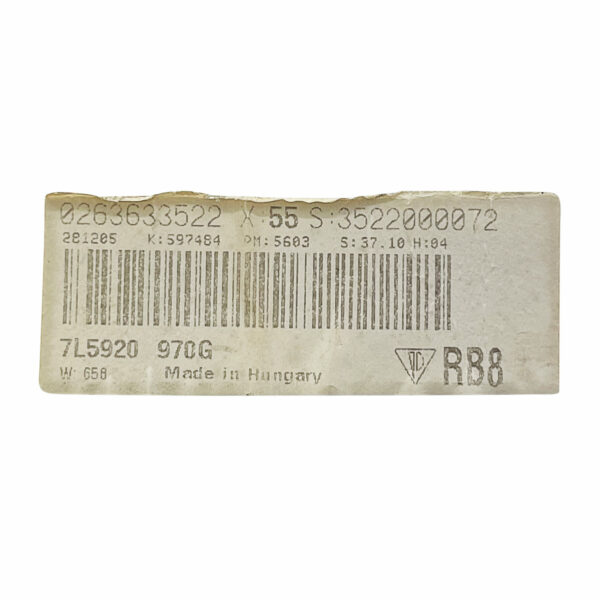 0263633522 X:55 S:3522000072
281205 K:597484 PM:5603 S:37.10 H:04
7L5920 970G RB8
W: 658 Made in Hungary